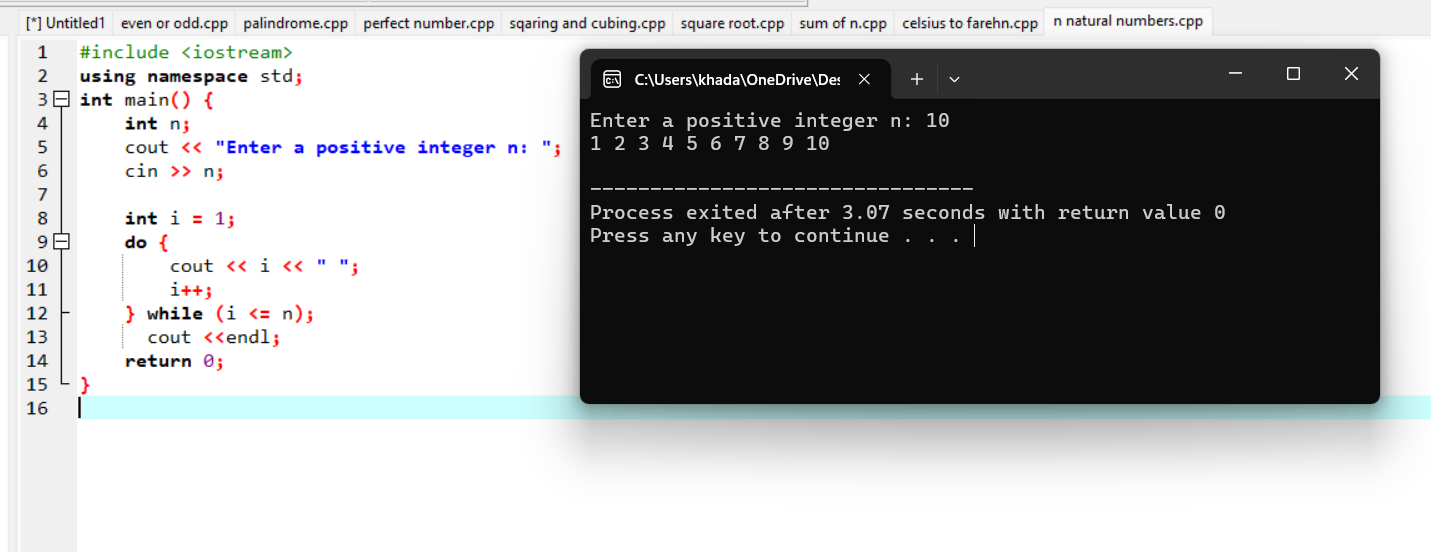 [*] Untitled1 even or odd.cpp palindrome.cpp perfect number.cpp sqaring and cubing.cpp square root.cpp sum of n.cpp celsius to farehn.cpp n natural numbers.cpp
1 #include <iostream>
2 using namespace std;
3 int main() {
4 int n;
5 cout << "Enter a positive integer n: ";
6 cin >> n;
7
8 int i = 1;
9 do {
10 cout << i << " ";
11 i++;
12 } while (i <= n);
13 cout <<endl;
14 return 0;
15 }
16
C:\Users\khada\OneDrive\Des
Enter a positive integer n: 10
1 2 3 4 5 6 7 8 9 10
--------------------------------
Process exited after 3.07 seconds with return value 0
Press any key to continue . . .